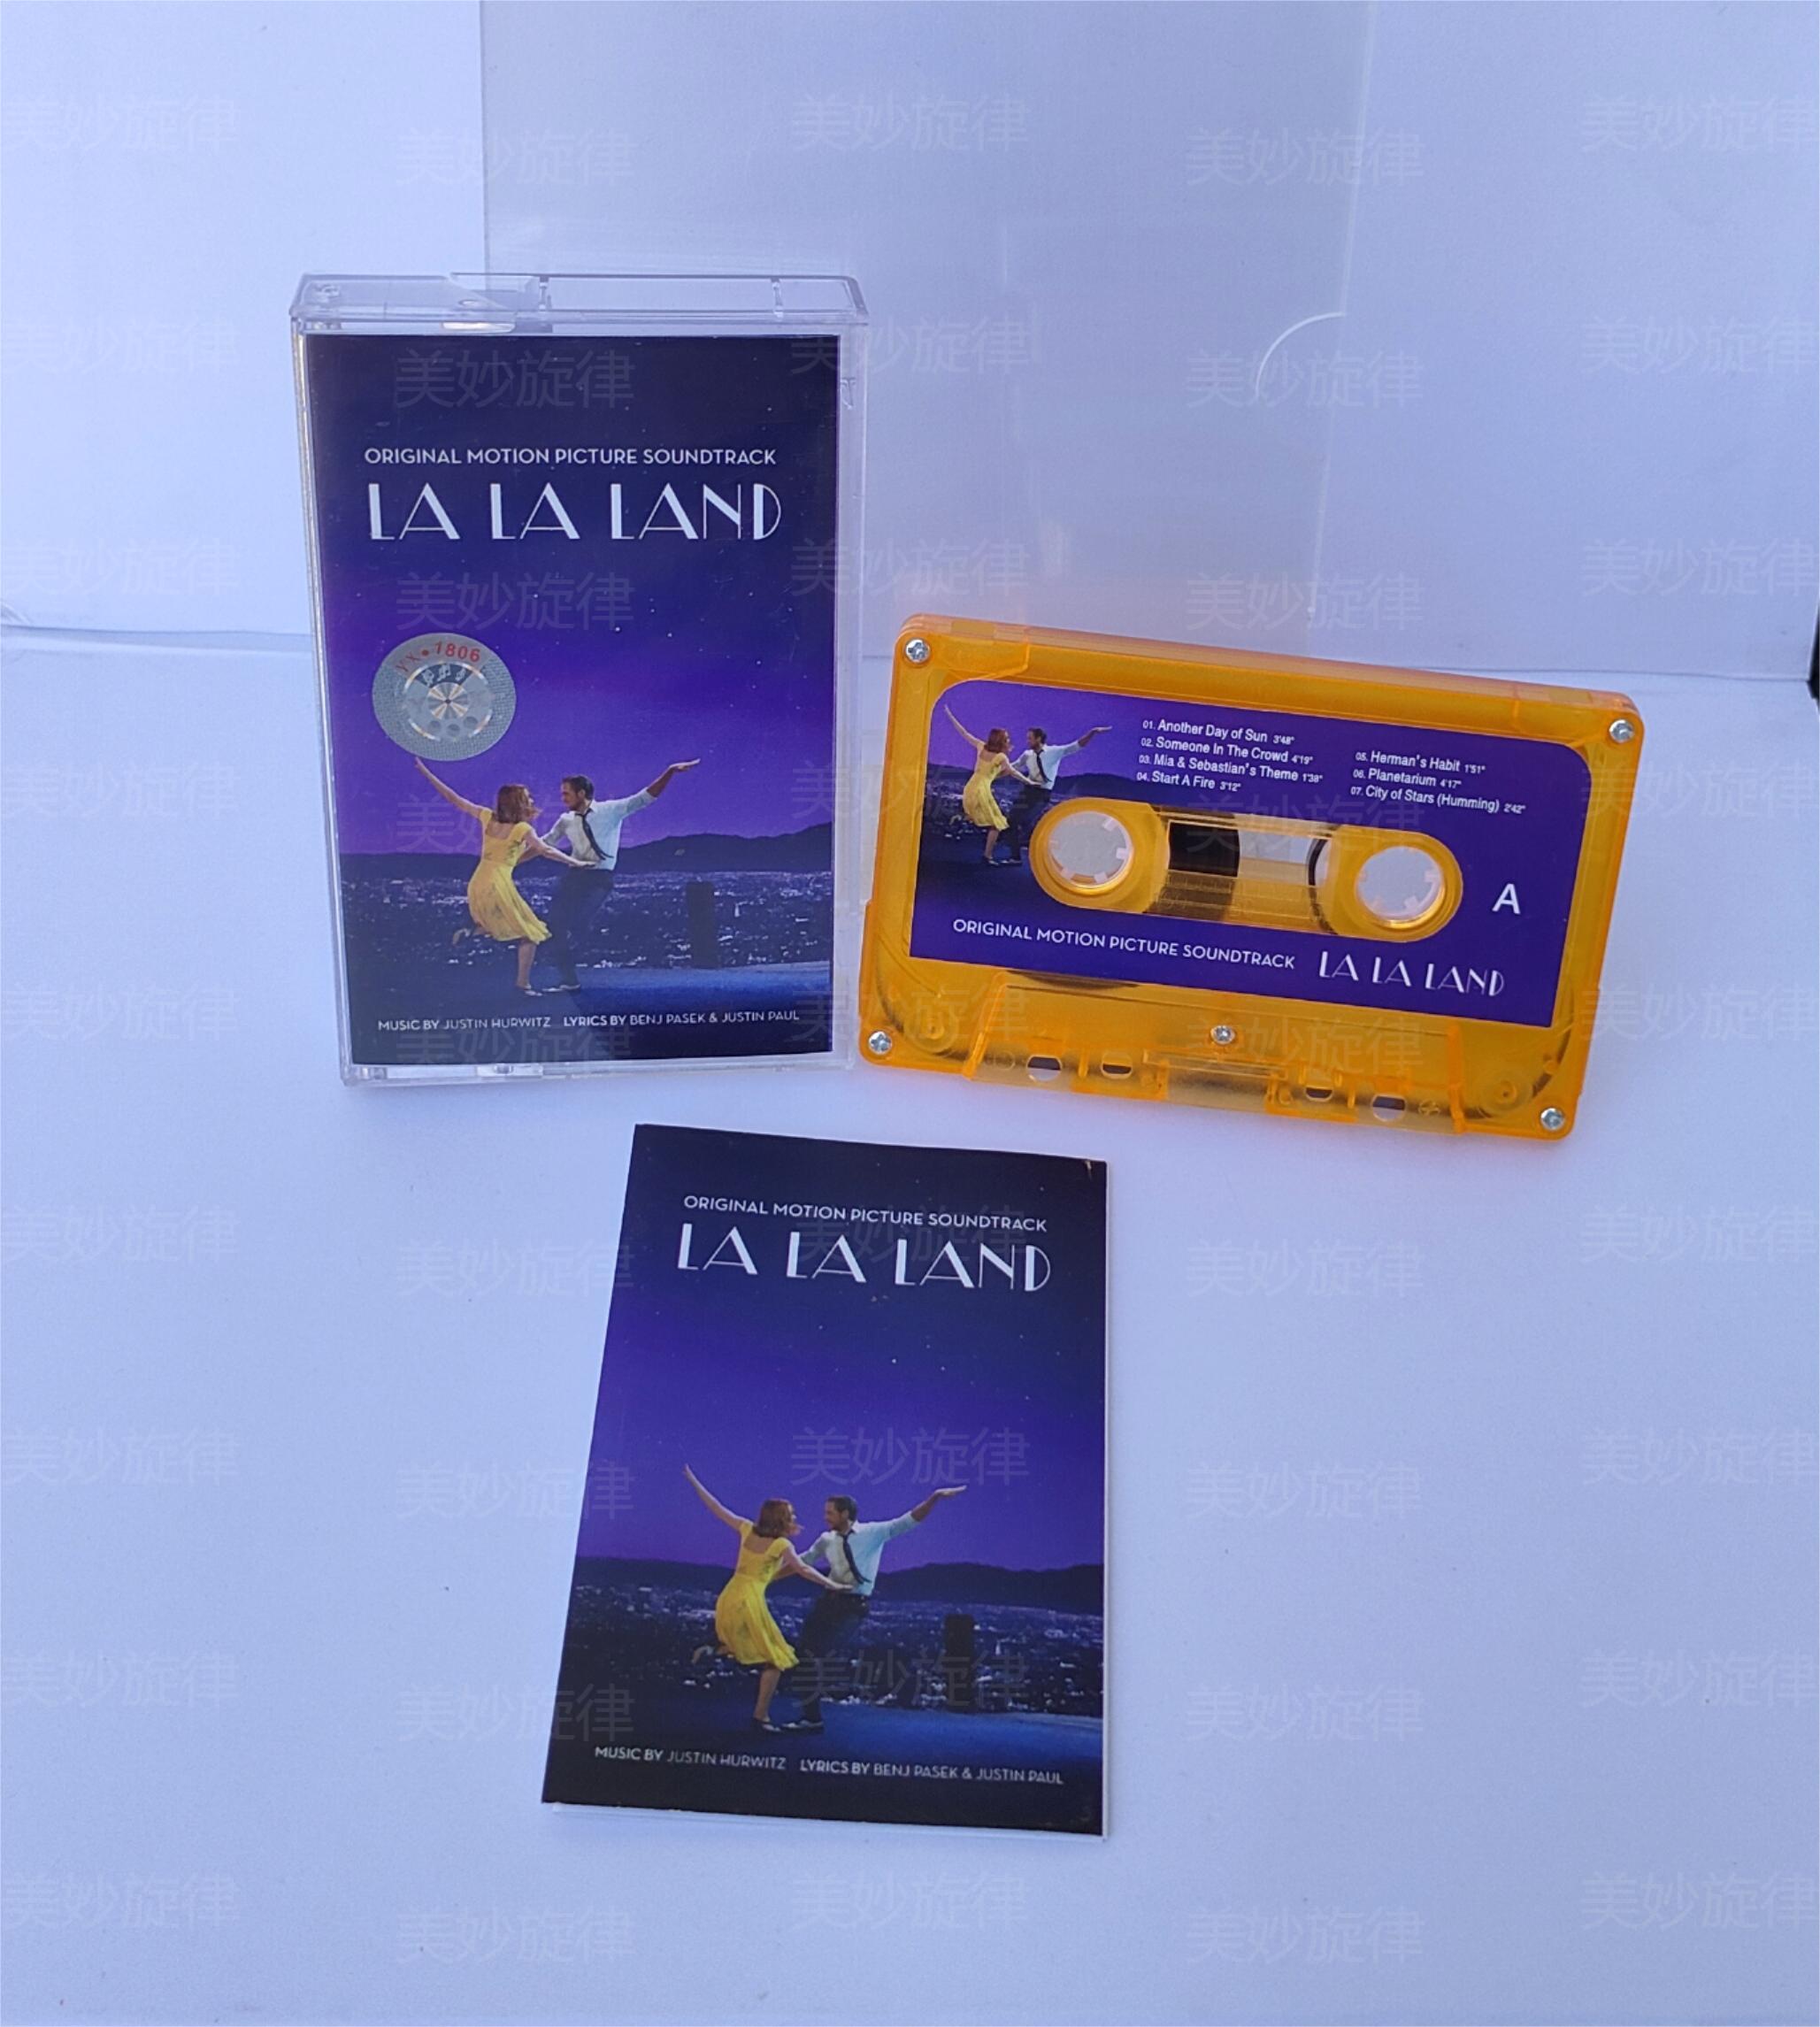 ORIGINAL MOTION PICTURE SOUNDTRACK
LA LA LAND
1806
MUSIC BY JUSTIN HURWITZ LYRICS BY BENJ PASEK & JUSTIN PAUL
01. Another Day of Sun 3'48"
02. Someone In The Crowd 4'19"
03. Mia & Sebastian's Theme 1'38"
04. Start A Fire 3'12"
05. Herman's Habit 1'51"
06. Planetarium 4'17"
07. City of Stars (Humming) 2'42"
A
ORIGINAL MOTION PICTURE SOUNDTRACK LA LA LAND
ORIGINAL MOTION PICTURE SOUNDTRACK
LA LA LAND
MUSIC BY JUSTIN HURWITZ LYRICS BY BENJ PASEK & JUSTIN PAUL
美妙旋律